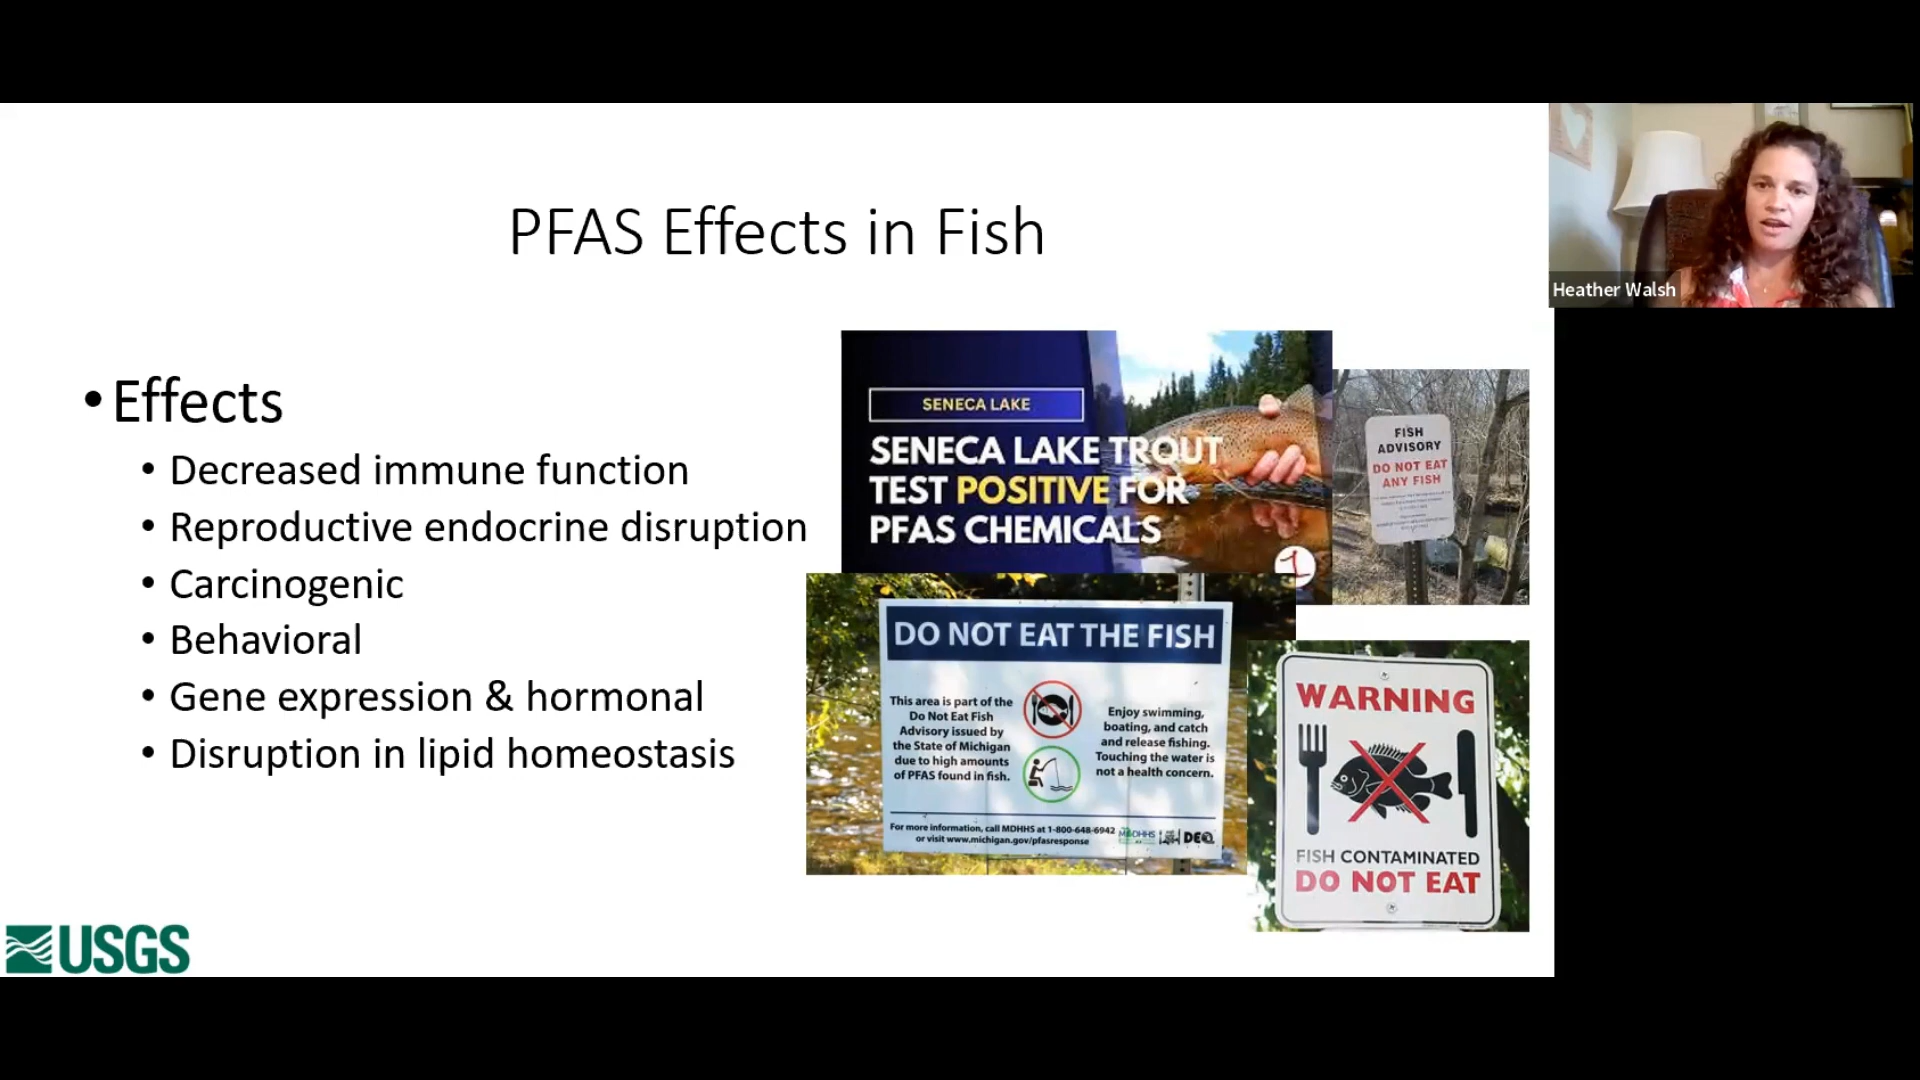 PFAS Effects in Fish
Heather Walsh
•Effects
• Decreased immune function
• Reproductive endocrine disruption
• Carcinogenic
• Behavioral
• Gene expression & hormonal
• Disruption in lipid homeostasis
SENECA LAKE
SENECA LAKE TROUT
TEST POSITIVE FOR
PFAS CHEMICALS
1
FISH
ADVISORY
DO NOT EAT
ANY FISH
DO NOT EAT THE FISH
This area is part of the
Do Not Eat Fish
Advisory issued by
the State of Michigan
due to high amounts
of PFAS found in fish.
Enjoy swimming,
boating, and catch
and release fishing.
Touching the water is
not a health concern.
For more information, call MDHHS at 1-800-648-6942
or visit www.michigan.gov/pfasresponse
MDHHS
DEQ
WARNING
FISH CONTAMINATED
DO NOT EAT
USGS